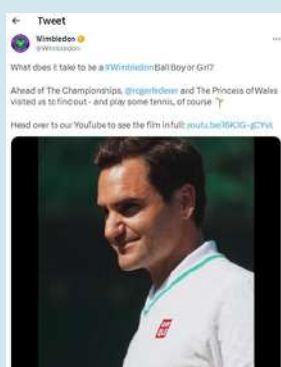 Tweet
Wimbledon
@Wimbledon
What does it take to be a #Wimbledon Ball Boy or Girl?
Ahead of The Championships, @rogerfederer and The Princess of Wales
visited us to find out - and play some tennis, of course
Head over to our YouTube to see the film in full:
UNI
QLO